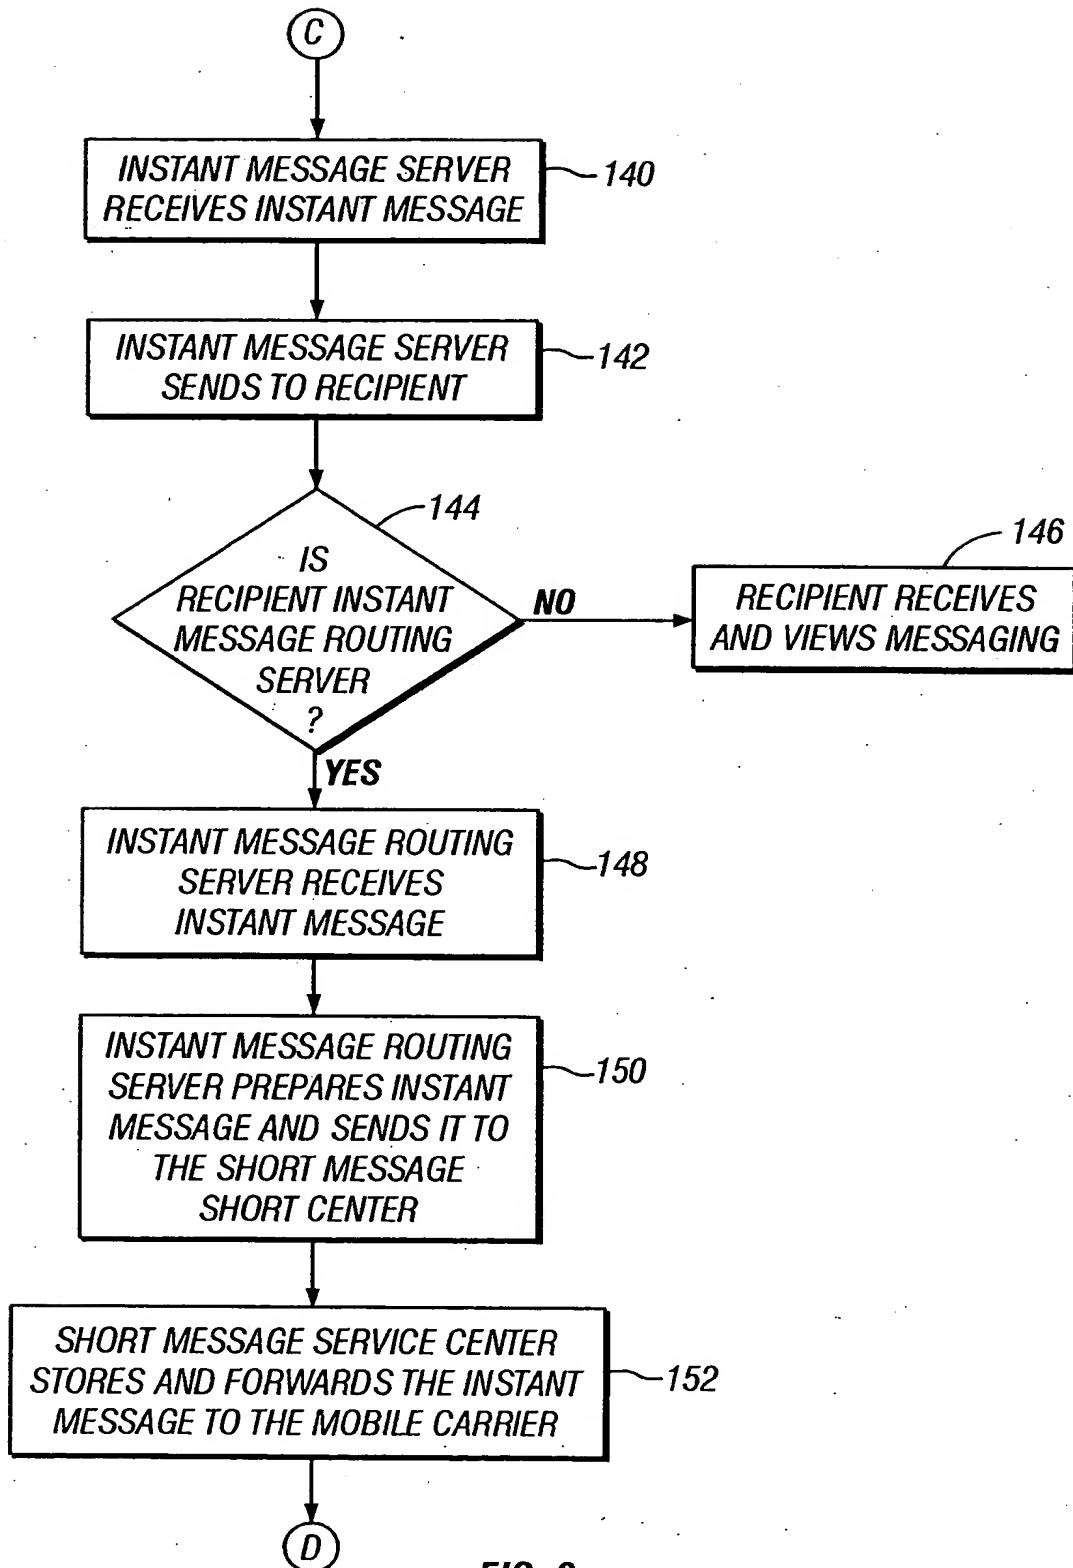 C
INSTANT MESSAGE SERVER
RECEIVES INSTANT MESSAGE
140
INSTANT MESSAGE SERVER
SENDS TO RECIPIENT
142
144
IS
RECIPIENT INSTANT
MESSAGE ROUTING
SERVER
?
NO
146
RECIPIENT RECEIVES
AND VIEWS MESSAGING
YES
INSTANT MESSAGE ROUTING
SERVER RECEIVES
INSTANT MESSAGE
148
INSTANT MESSAGE ROUTING
SERVER PREPARES INSTANT
MESSAGE AND SENDS IT TO
THE SHORT MESSAGE
SHORT CENTER
150
SHORT MESSAGE SERVICE CENTER
STORES AND FORWARDS THE INSTANT
MESSAGE TO THE MOBILE CARRIER
152
D